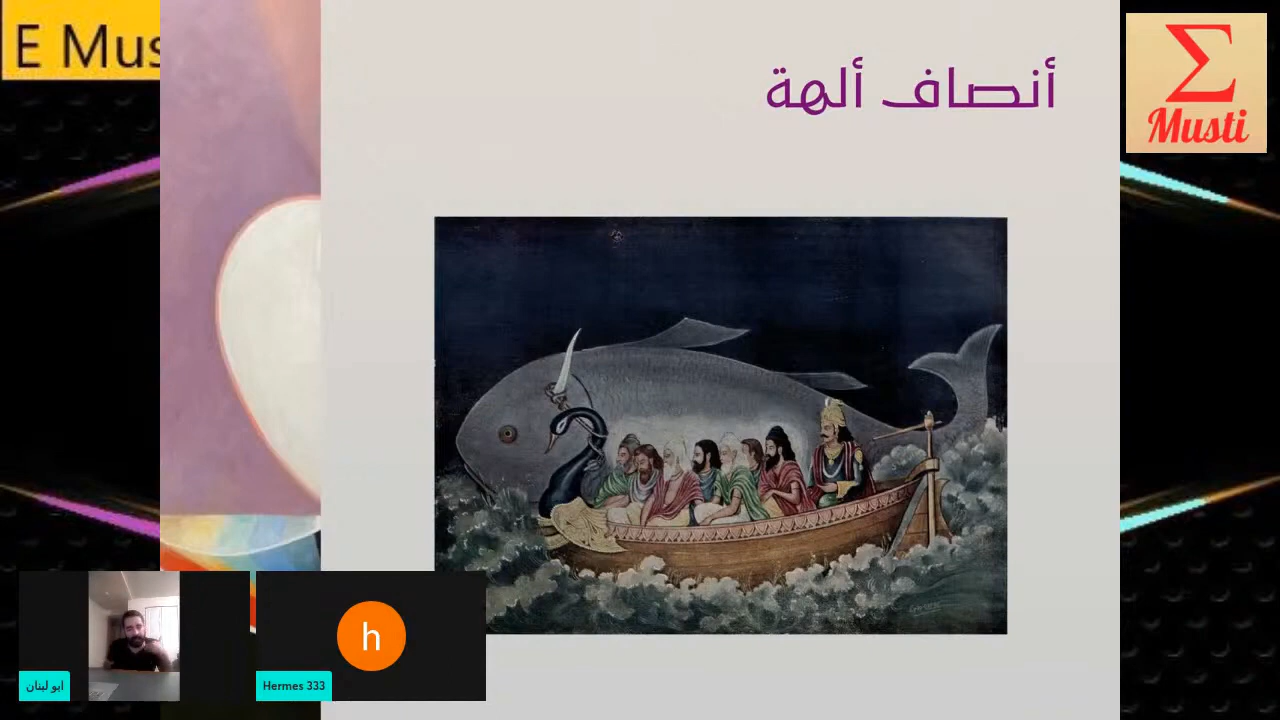 E Mus
أنصاف ألهة
Σ
Musti
ابو لبنان
h
Hermes 333